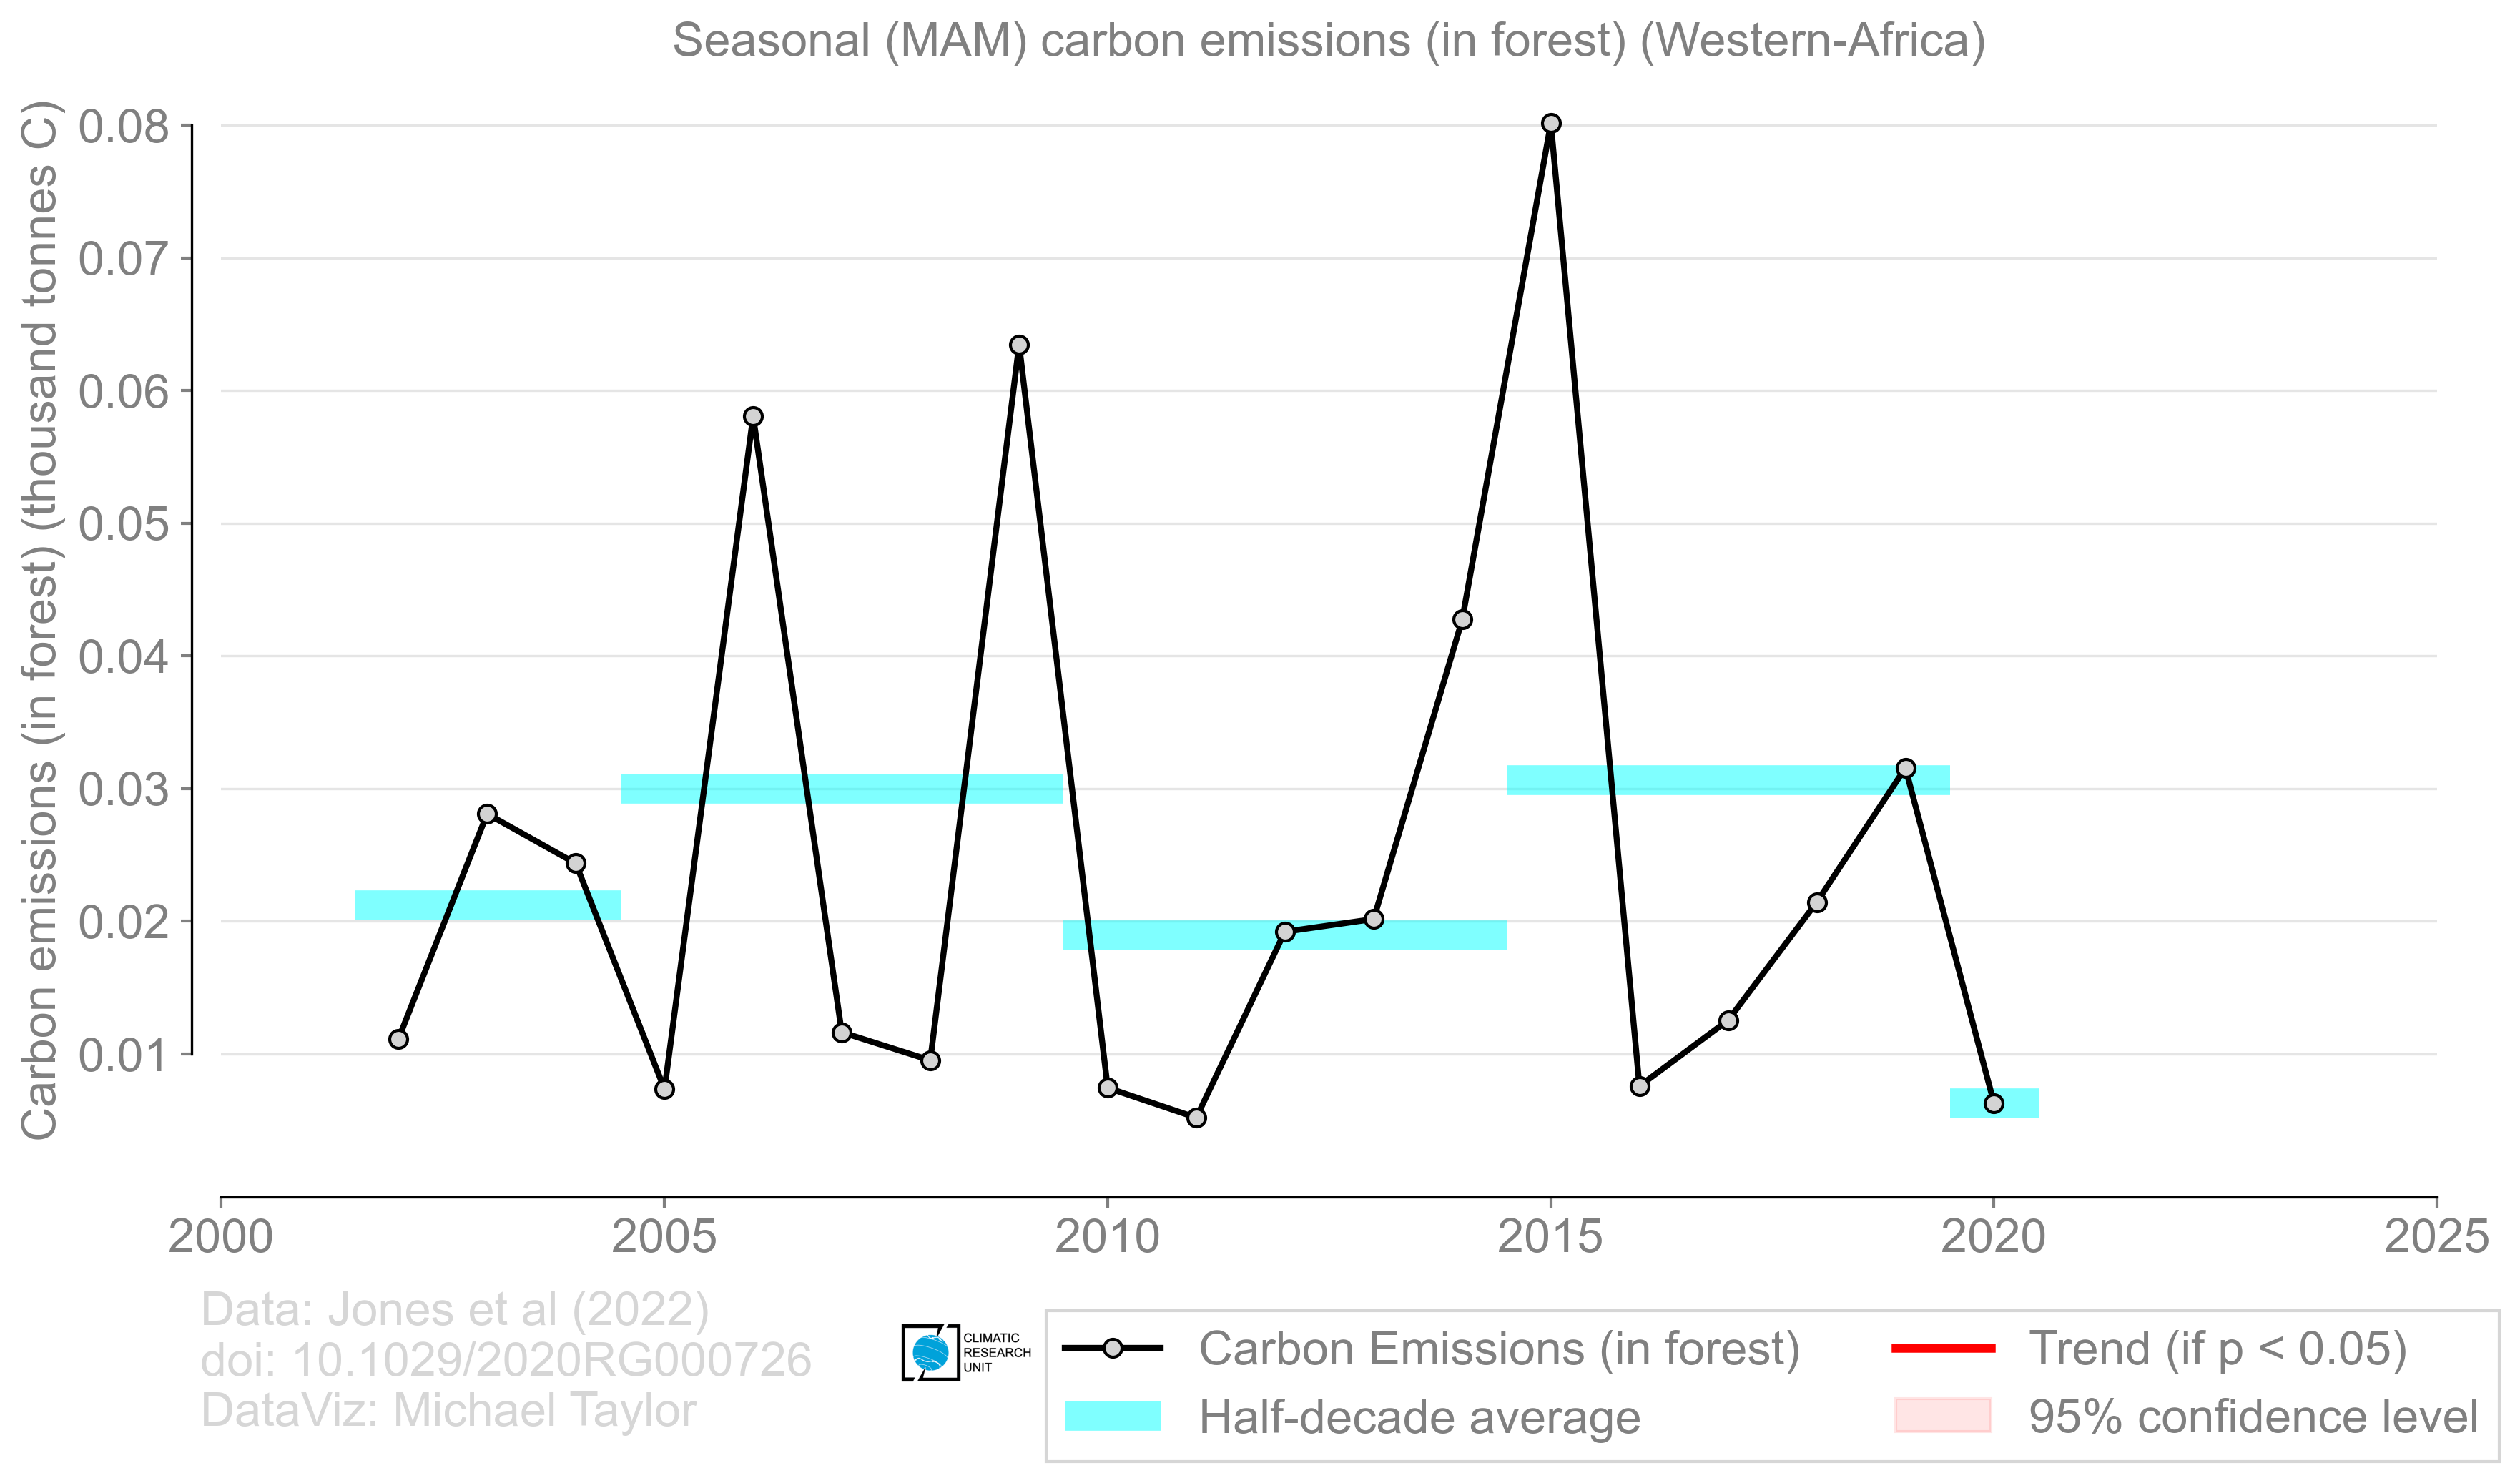 Seasonal (MAM) carbon emissions (in forest) (Western-Africa)
Carbon emissions (in forest) (thousand tonnes C)
0.08
0.07
0.06
0.05
0.04
0.03
0.02
0.01
2000
2005
2010
2015
2020
2025
Data: Jones et al (2022)
doi: 10.1029/2020RG000726
DataViz: Michael Taylor
CLIMATIC
RESEARCH
UNIT
Carbon Emissions (in forest)
Half-decade average
Trend (if p < 0.05)
95% confidence level